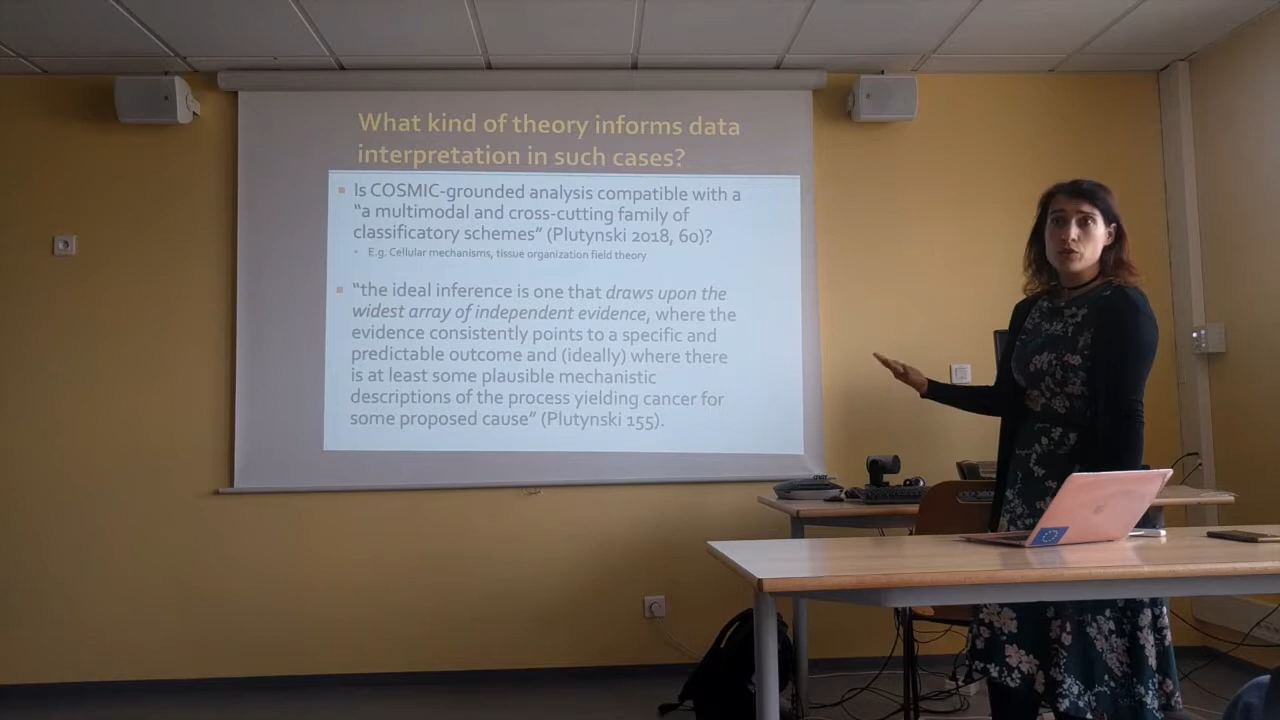 What kind of theory informs data
interpretation in such cases?
Is COSMIC-grounded analysis compatible with a
“a multimodal and cross-cutting family of
classificatory schemes” (Plutynski 2018, 60)?
E.g. Cellular mechanisms, tissue organization field theory
“the ideal inference is one that draws upon the
widest array of independent evidence, where the
evidence consistently points to a specific and
predictable outcome and (ideally) where there
is at least some plausible mechanistic
descriptions of the process yielding cancer for
some proposed cause” (Plutynski 155).